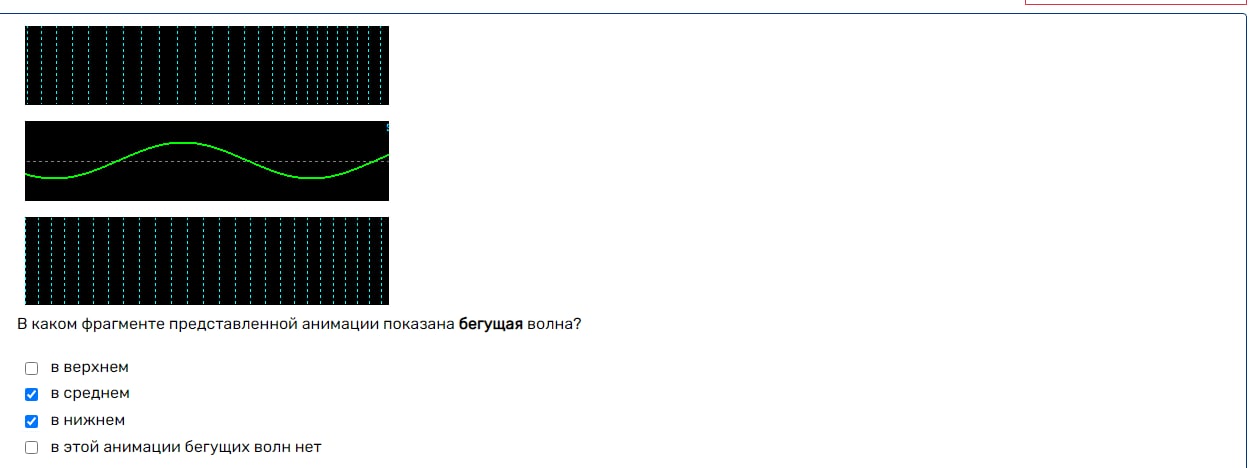 В каком фрагменте представленной анимации показана бегущая волна?
в верхнем
в среднем
в нижнем
в этой анимации бегущих волн нет